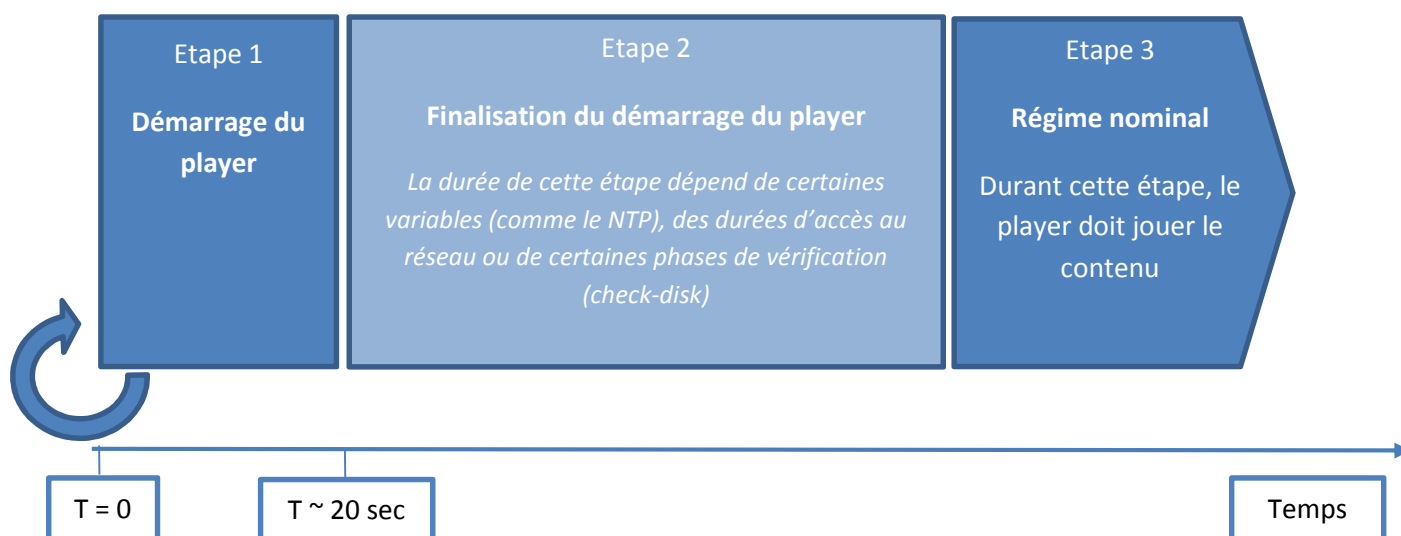 Etape 1
Démarrage du
player
Etape 2
Finalisation du démarrage du player
La durée de cette étape dépend de certaines
variables (comme le NTP), des durées d’accès au
réseau ou de certaines phases de vérification
(check-disk)
Etape 3
Régime nominal
Durant cette étape, le
player doit jouer le
contenu
T = 0
T ~ 20 sec
Temps